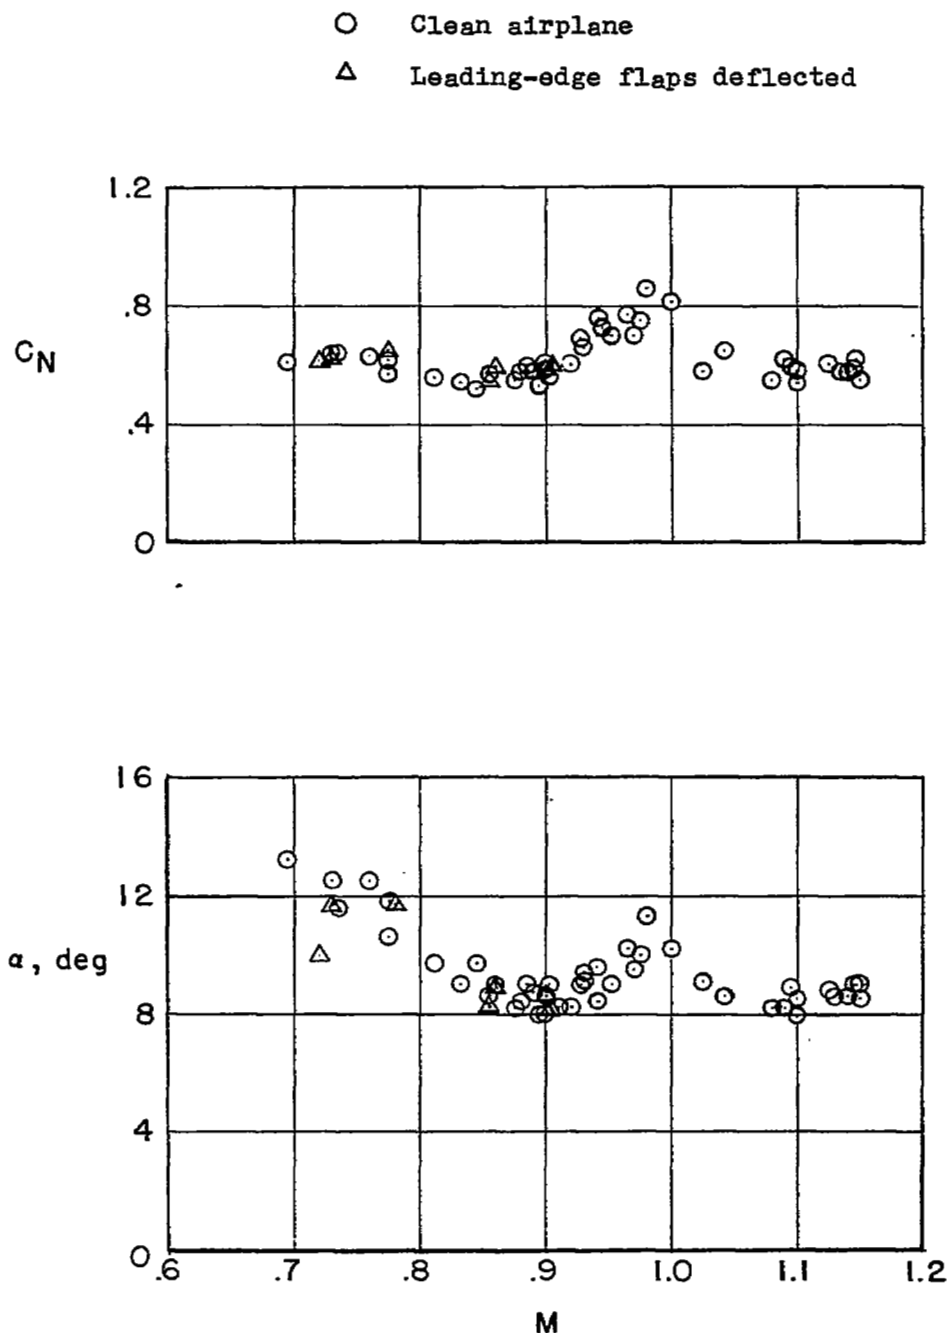 Clean airplane
Leading-edge flaps deflected
1.2
.8
CN
.4
0
16
12
α, deg
8
4
0
.6 .7 .8 .9 1.0 1.1 1.2
M